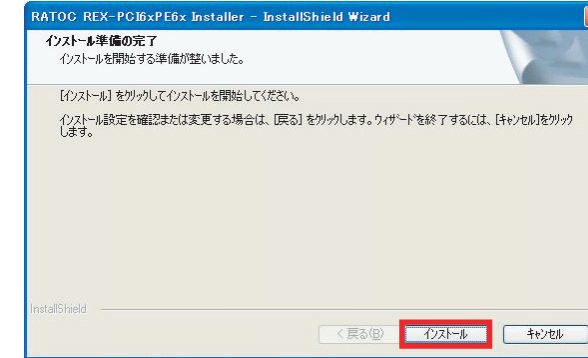 RATOC REX-PCI6xPE6x Installer - InstallShield Wizard
インストール準備の完了
インストールを開始する準備が整いました。
[インストール] をクリックしてインストールを開始してください。
インストール設定を確認または変更する場合は、[戻る] をクリックします。ウィザードを終了するには、[キャンセル]をクリック
します。
InstallShield
< 戻る(B)
インストール
キャンセル